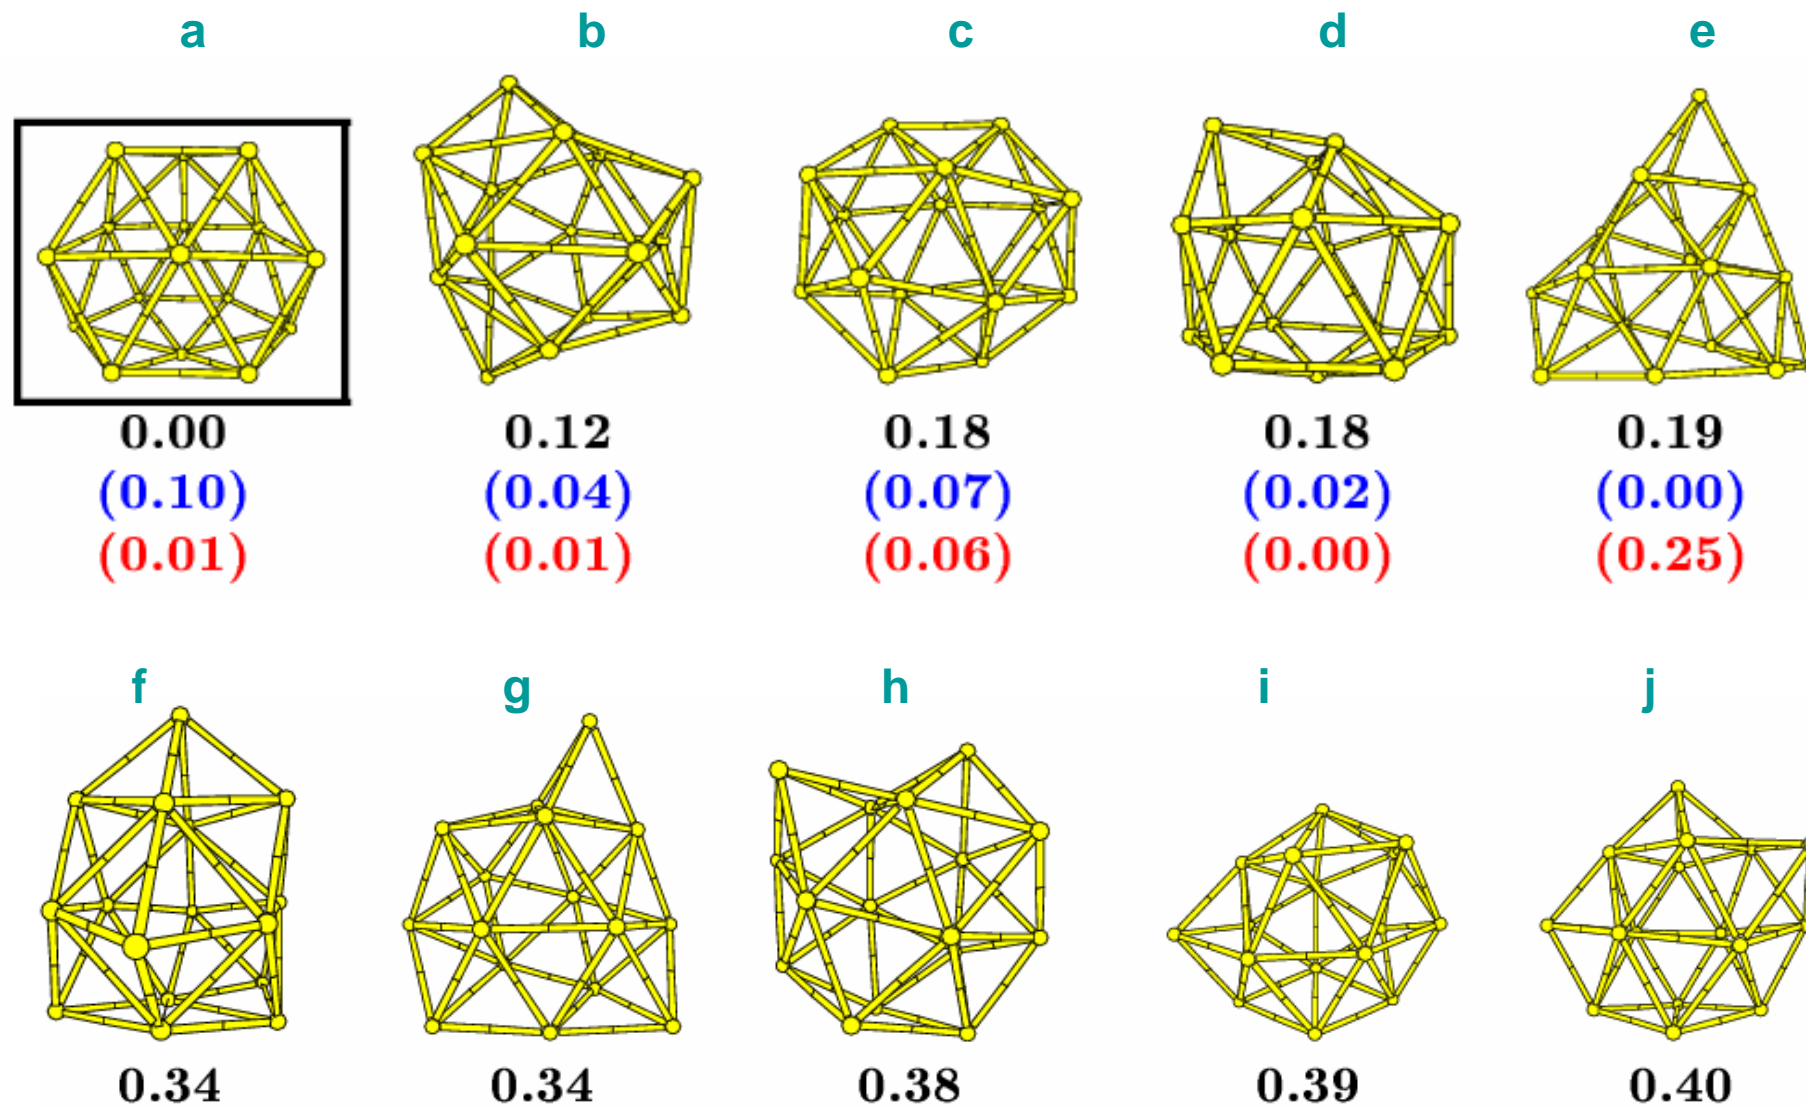 a b c d e
0.00 0.12 0.18 0.18 0.19
(0.10) (0.04) (0.07) (0.02) (0.00)
(0.01) (0.01) (0.06) (0.00) (0.25)
f g h i j
0.34 0.34 0.38 0.39 0.40